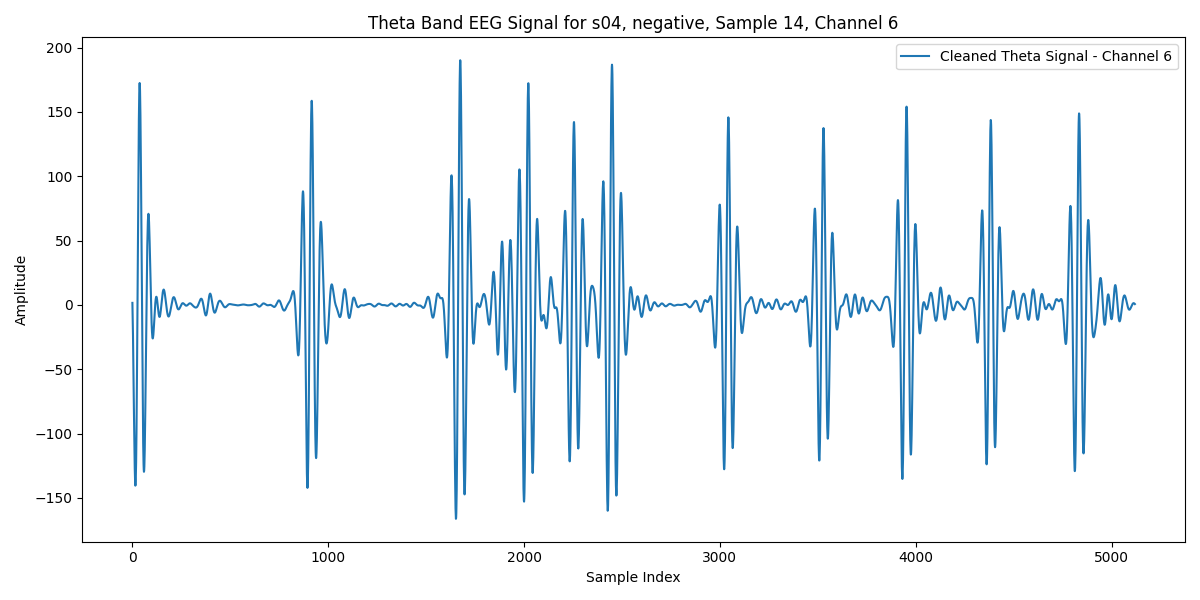 Theta Band EEG Signal for s04, negative, Sample 14, Channel 6
Cleaned Theta Signal - Channel 6
200
150
100
50
0
−50
−100
−150
Amplitude
0 1000 2000 3000 4000 5000
Sample Index